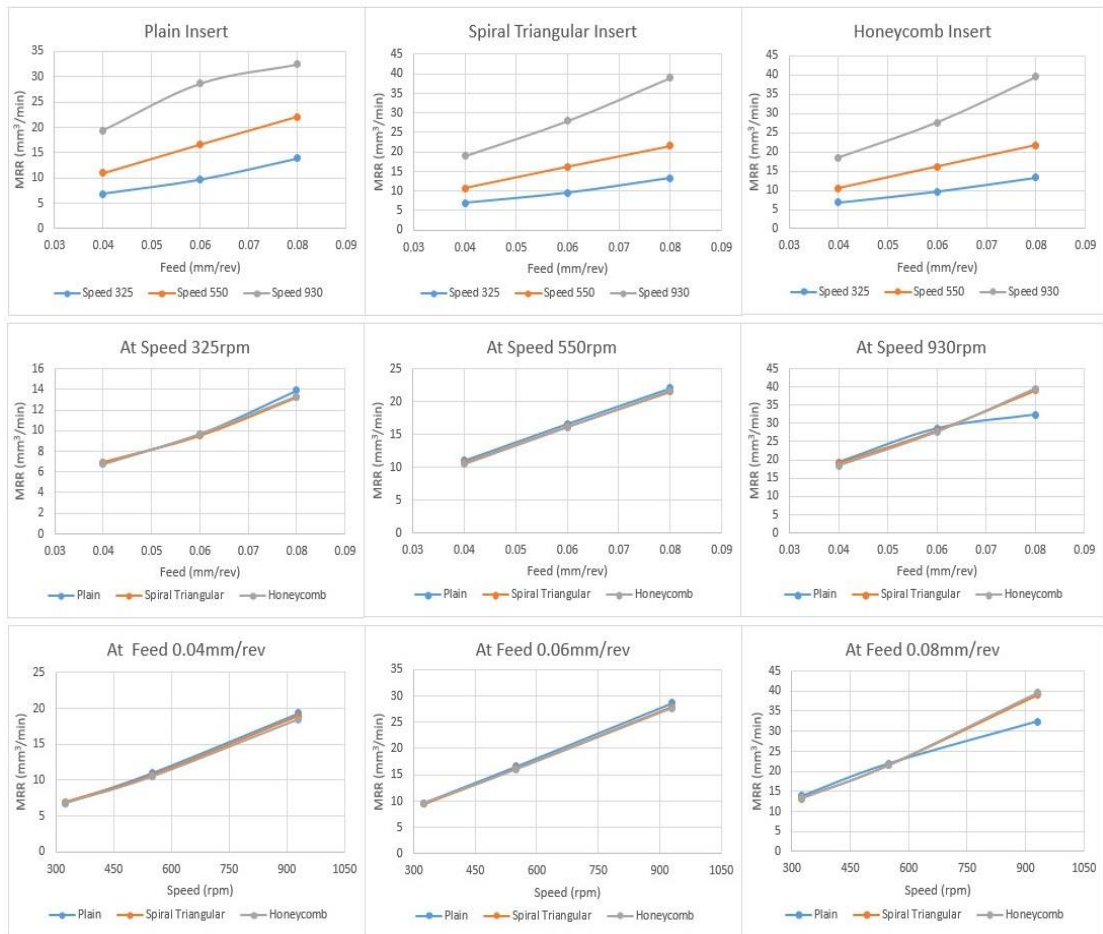 Plain Insert
MRR (mm³/min)
35
30
25
20
15
10
5
0
0.03 0.04 0.05 0.06 0.07 0.08 0.09
Feed (mm/rev)
Speed 325 Speed 550 Speed 930
Spiral Triangular Insert
MRR (mm³/min)
45
40
35
30
25
20
15
10
5
0
0.03 0.04 0.05 0.06 0.07 0.08 0.09
Feed (mm/rev)
Speed 325 Speed 550 Speed 930
Honeycomb Insert
MRR (mm³/min)
45
40
35
30
25
20
15
10
5
0
0.03 0.04 0.05 0.06 0.07 0.08 0.09
Feed (mm/rev)
Speed 325 Speed 550 Speed 930
At Speed 325rpm
MRR (mm³/min)
16
14
12
10
8
6
4
2
0
0.03 0.04 0.05 0.06 0.07 0.08 0.09
Feed (mm/rev)
Plain Spiral Triangular Honeycomb
At Speed 550rpm
MRR (mm³/min)
25
20
15
10
5
0
0.03 0.04 0.05 0.06 0.07 0.08 0.09
Feed (mm/rev)
Plain Spiral Triangular Honeycomb
At Speed 930rpm
MRR (mm³/min)
45
40
35
30
25
20
15
10
5
0
0.03 0.04 0.05 0.06 0.07 0.08 0.09
Feed (mm/rev)
Plain Spiral Triangular Honeycomb
At Feed 0.04mm/rev
MRR (mm³/min)
25
20
15
10
5
0
300 450 600 750 900 1050
Speed (rpm)
Plain Spiral Triangular Honeycomb
At Feed 0.06mm/rev
MRR (mm³/min)
35
30
25
20
15
10
5
0
300 450 600 750 900 1050
Speed (rpm)
Plain Spiral Triangular Honeycomb
At Feed 0.08mm/rev
MRR (mm³/min)
45
40
35
30
25
20
15
10
5
0
300 450 600 750 900 1050
Speed (rpm)
Plain Spiral Triangular Honeycomb